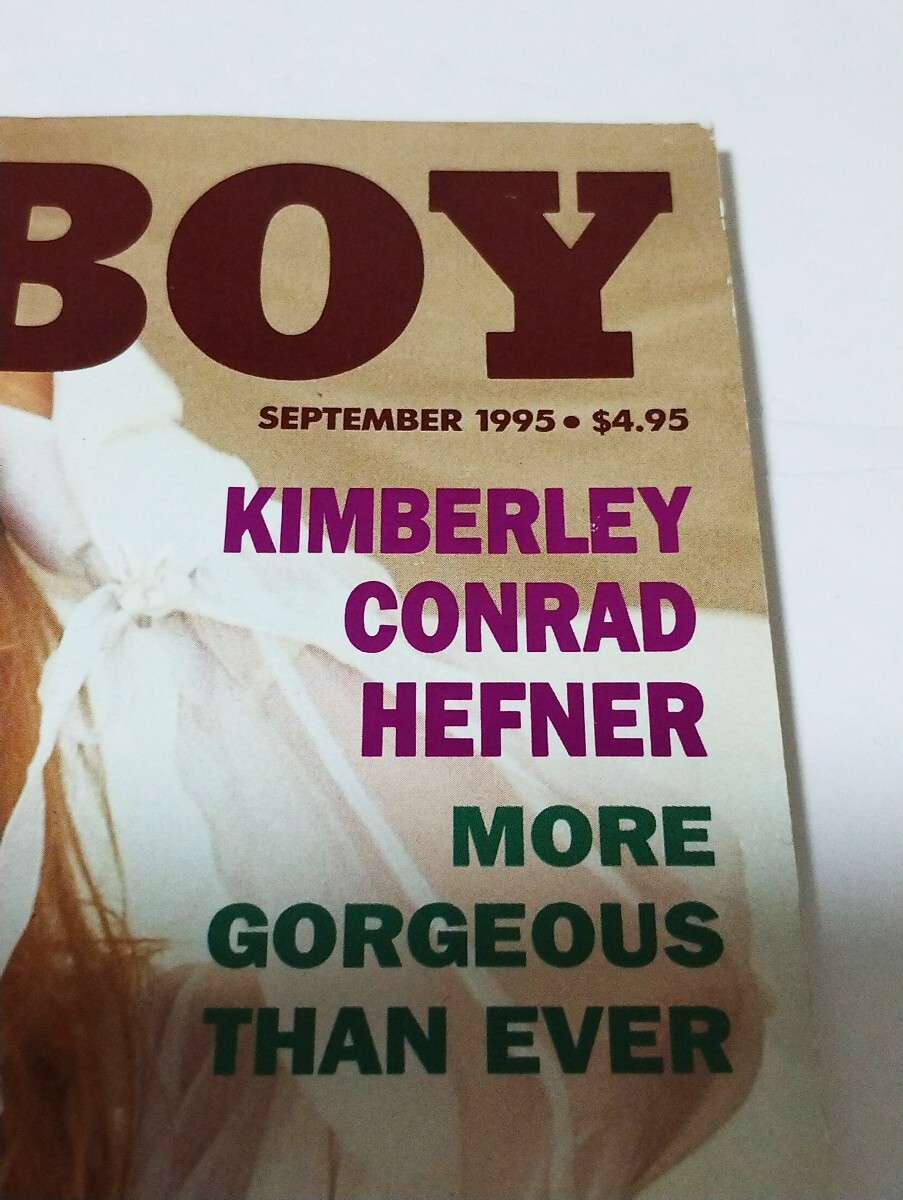 BOY
SEPTEMBER 1995 • $4.95
KIMBERLEY
CONRAD
HEFNER
MORE
GORGEOUS
THAN EVER